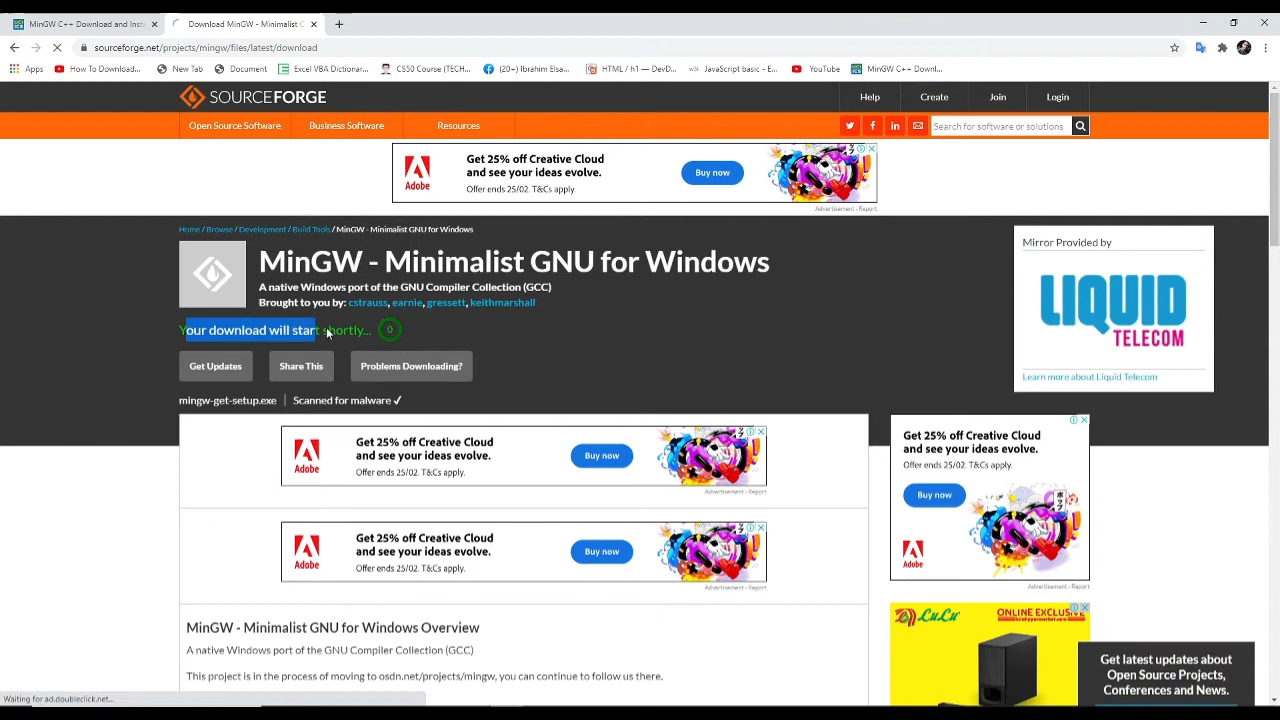 MinGW C++ Download and Insta
Download MinGW - Minimalist G
sourceforge.net/projects/mingw/files/latest/download
Apps
How To Download...
New Tab
Document
Excel VBA Dictionar...
CS50 Course (TECH...
(20+) Ibrahim Elsa...
HTML / h1 — DevD...
JavaScript basic - E...
YouTube
MinGW C++ Downl...
SOURCEFORGE
Help
Create
Join
Login
Open Source Software
Business Software
Resources
Search for software or solutions
Adobe
Get 25% off Creative Cloud
and see your ideas evolve.
Offer ends 25/02. T&Cs apply.
Buy now
Advertisement - Report
Home / Browse / Development / Build Tools / MinGW - Minimalist GNU for Windows
MinGW - Minimalist GNU for Windows
A native Windows port of the GNU Compiler Collection (GCC)
Brought to you by: cstrauss, earnie, gressett, keithmarshall
Your download will start shortly... 0
Get Updates
Share This
Problems Downloading?
mingw-get-setup.exe | Scanned for malware ✓
Mirror Provided by
LIQUID
TELECOM
Learn more about Liquid Telecom
Adobe
Get 25% off Creative Cloud
and see your ideas evolve.
Offer ends 25/02. T&Cs apply.
Buy now
Advertisement - Report
Adobe
Get 25% off Creative Cloud
and see your ideas evolve.
Offer ends 25/02. T&Cs apply.
Buy now
Advertisement - Report
Get 25% off Creative Cloud
and see your ideas evolve.
Offer ends 25/02. T&Cs apply.
Buy now
Adobe
Advertisement - Report
MinGW - Minimalist GNU for Windows Overview
A native Windows port of the GNU Compiler Collection (GCC)
This project is in the process of moving to osdn.net/projects/mingw, you can continue to follow us there.
LuLu
ONLINE EXCLUSIVE
Get latest updates about
Open Source Projects,
Conferences and News.
Waiting for ad.doubleclick.net...